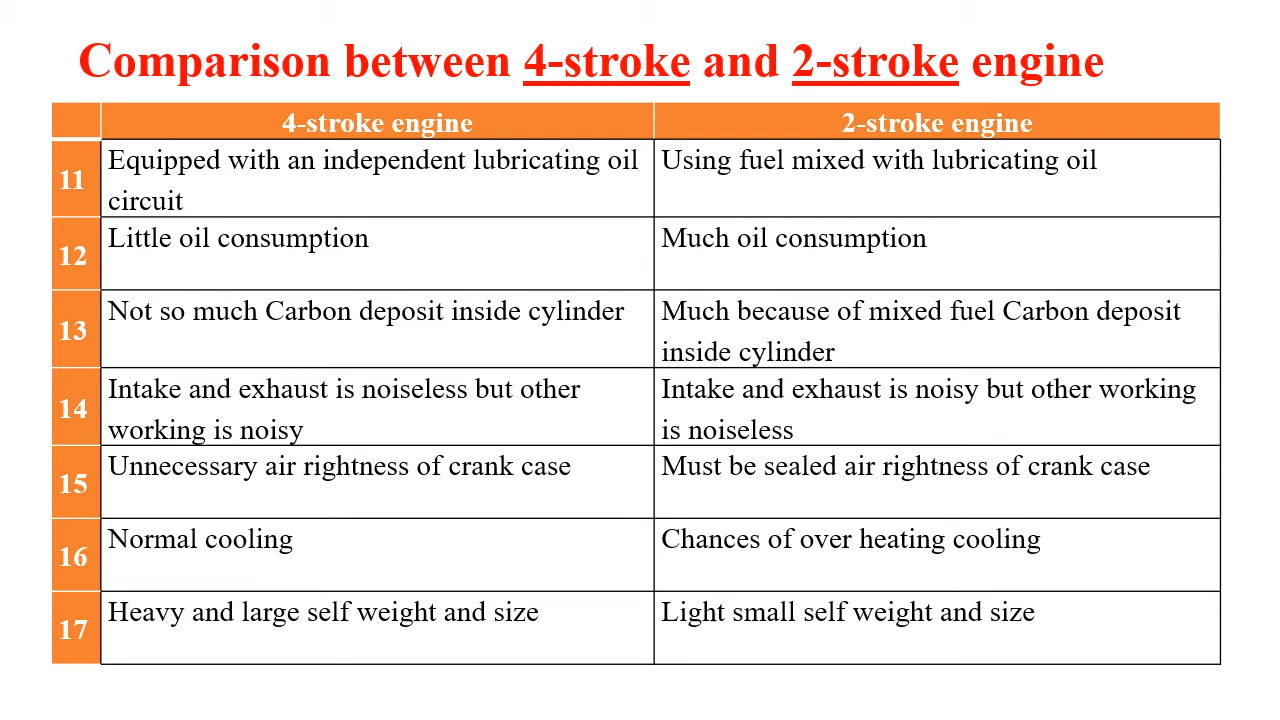 Comparison between 4-stroke and 2-stroke engine
4-stroke engine
2-stroke engine
11
Equipped with an independent lubricating oil
circuit
Using fuel mixed with lubricating oil
12
Little oil consumption
Much oil consumption
13
Not so much Carbon deposit inside cylinder
Much because of mixed fuel Carbon deposit
inside cylinder
14
Intake and exhaust is noiseless but other
working is noisy
Intake and exhaust is noisy but other working
is noiseless
15
Unnecessary air rightness of crank case
Must be sealed air rightness of crank case
16
Normal cooling
Chances of over heating cooling
17
Heavy and large self weight and size
Light small self weight and size